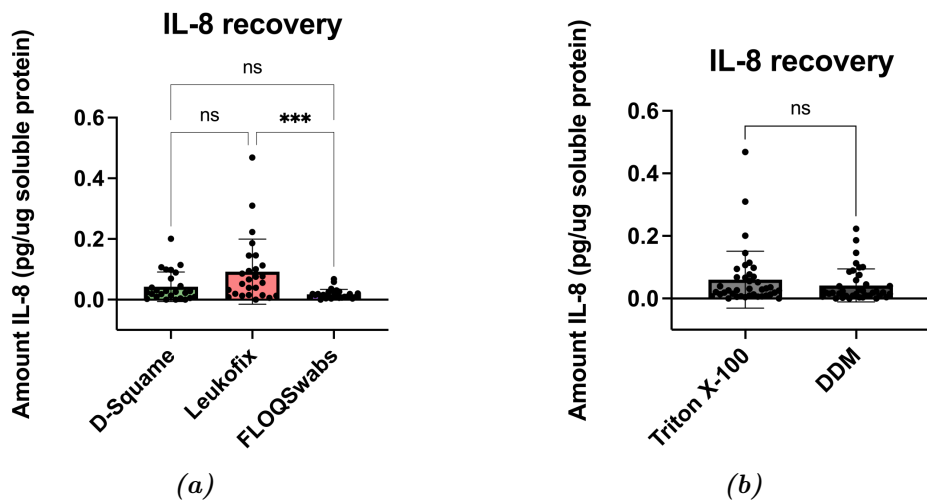 IL-8 recovery
Amount IL-8 (pg/ug soluble protein)
ns
ns
***
0.6
0.4
0.2
0.0
D-Squame
Leukofix
FLOQSwabs
(a)
IL-8 recovery
Amount IL-8 (pg/ug soluble protein)
ns
0.6
0.4
0.2
0.0
Triton X-100
DDM
(b)